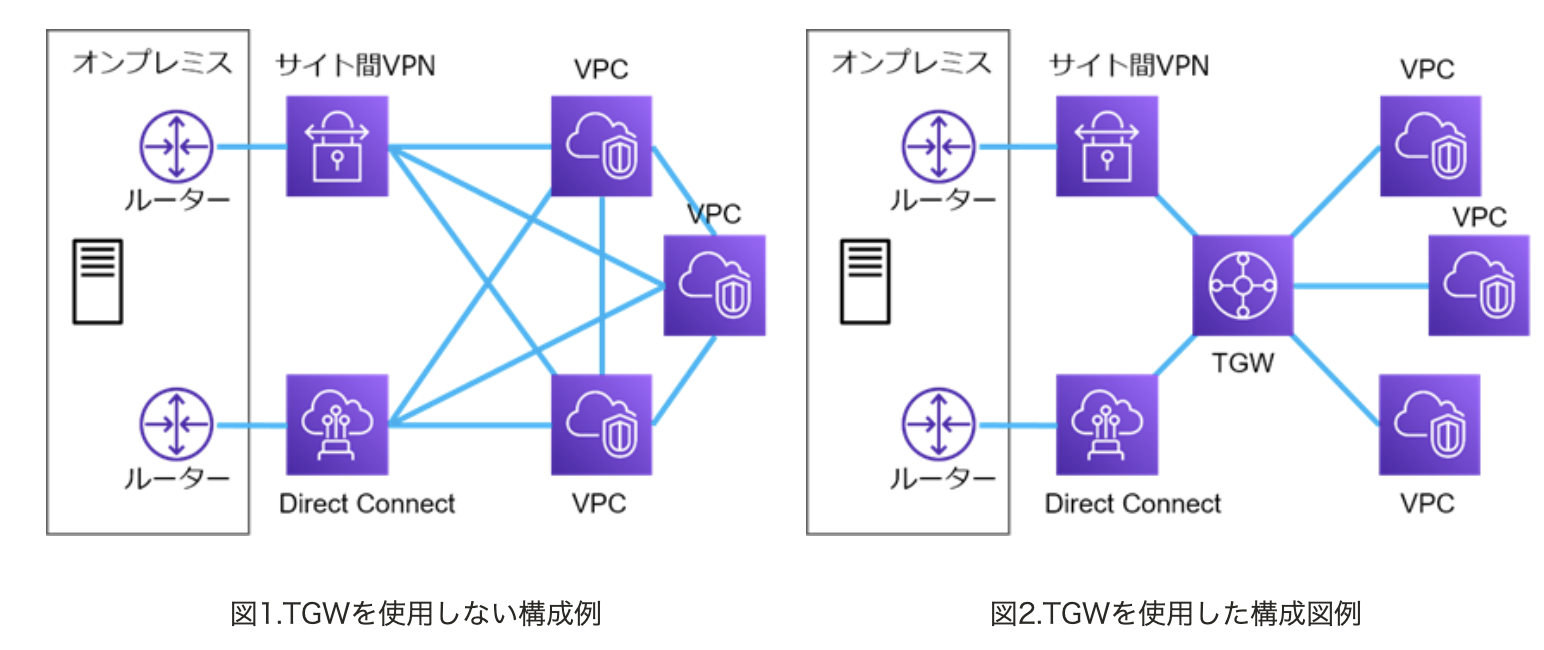 オンプレミス
サイト間VPN
VPC
ルーター
VPC
ルーター
Direct Connect
VPC
図1.TGWを使用しない構成例
オンプレミス
サイト間VPN
VPC
ルーター
VPC
TGW
ルーター
Direct Connect
VPC
図2.TGWを使用した構成図例